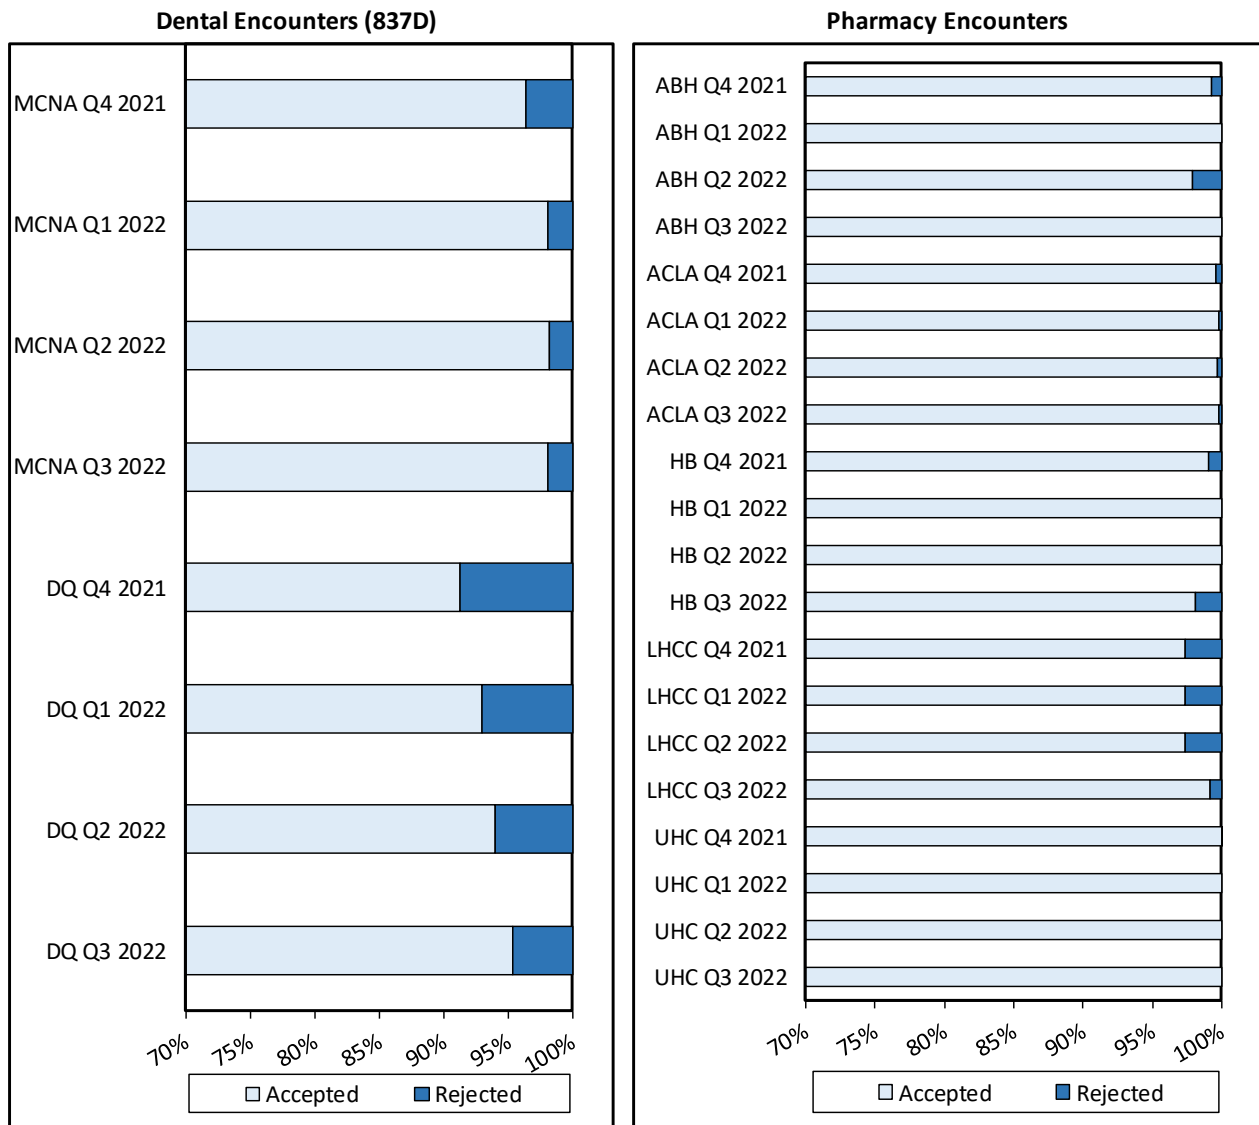 Dental Encounters (837D)
MCNA Q4 2021
MCNA Q1 2022
MCNA Q2 2022
MCNA Q3 2022
DQ Q4 2021
DQ Q1 2022
DQ Q2 2022
DQ Q3 2022
70% 75% 80% 85% 90% 95% 100%
Accepted Rejected
Pharmacy Encounters
ABH Q4 2021
ABH Q1 2022
ABH Q2 2022
ABH Q3 2022
ACLA Q4 2021
ACLA Q1 2022
ACLA Q2 2022
ACLA Q3 2022
HB Q4 2021
HB Q1 2022
HB Q2 2022
HB Q3 2022
LHCC Q4 2021
LHCC Q1 2022
LHCC Q2 2022
LHCC Q3 2022
UHC Q4 2021
UHC Q1 2022
UHC Q2 2022
UHC Q3 2022
70% 75% 80% 85% 90% 95% 100%
Accepted Rejected